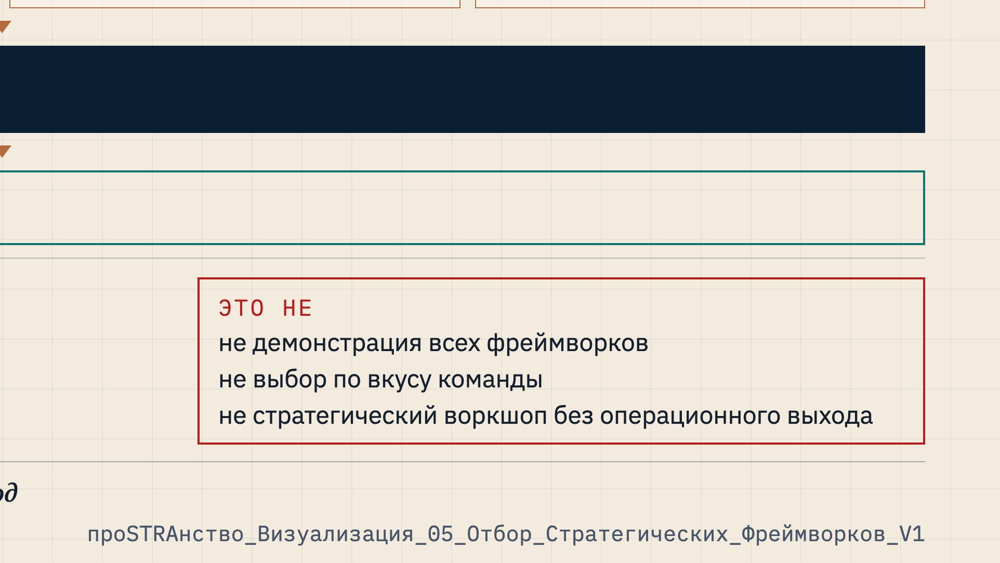 ЭТО НЕ
не демонстрация всех фреймворков
не выбор по вкусу команды
не стратегический воркшоп без операционного выхода
проSTRAнство_Визуализация_05_Отбор_Стратегических_Фреймворков_V1